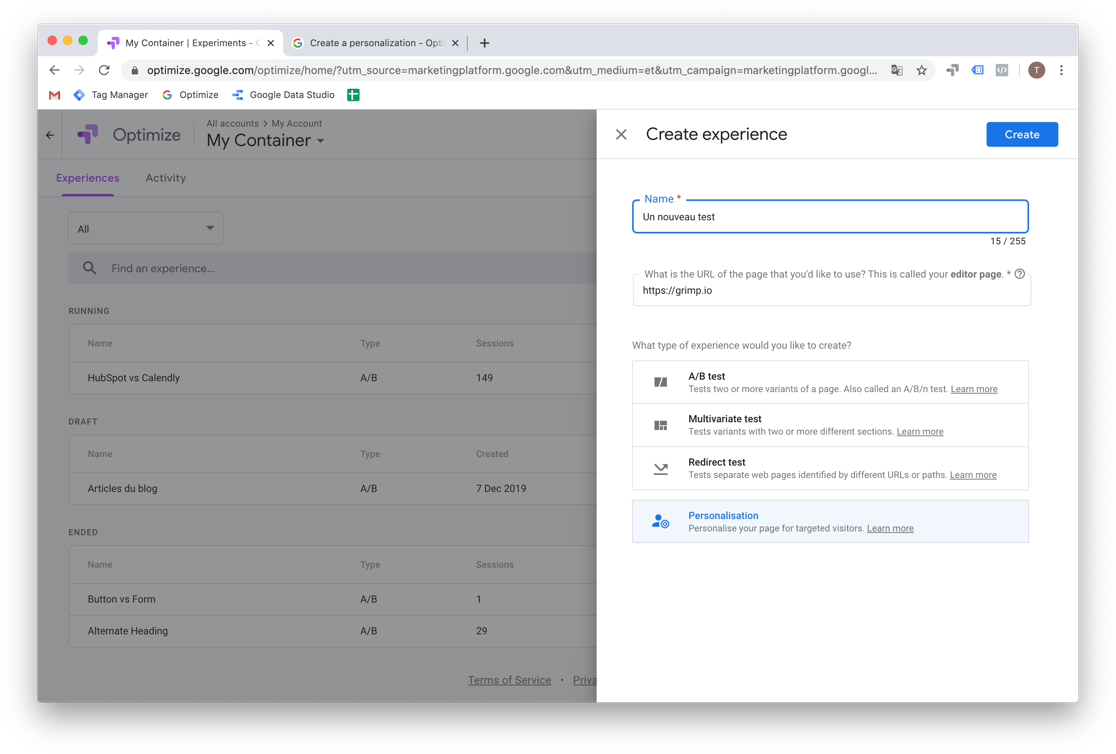 My Container | Experiments -
Create a personalization - Opti
optimize.google.com/optimize/home/?utm_source=marketingplatform.google.com&utm_medium=et&utm_campaign=marketingplatform.googl...
T
Tag Manager
Optimize
Google Data Studio
Optimize
All accounts > My Account
My Container
Experiences
Activity
All
Find an experience...
RUNNING
Name Type Sessions
HubSpot vs Calendly A/B 149
DRAFT
Name Type Created
Articles du blog A/B 7 Dec 2019
ENDED
Name Type Sessions
Button vs Form A/B 1
Alternate Heading A/B 29
Terms of Service • Priva
Create experience
Create
Name *
Un nouveau test
15 / 255
What is the URL of the page that you'd like to use? This is called your editor page. *
https://grimp.io
What type of experience would you like to create?
A/B test
Tests two or more variants of a page. Also called an A/B/n test. Learn more
Multivariate test
Tests variants with two or more different sections. Learn more
Redirect test
Tests separate web pages identified by different URLs or paths. Learn more
Personalisation
Personalise your page for targeted visitors. Learn more